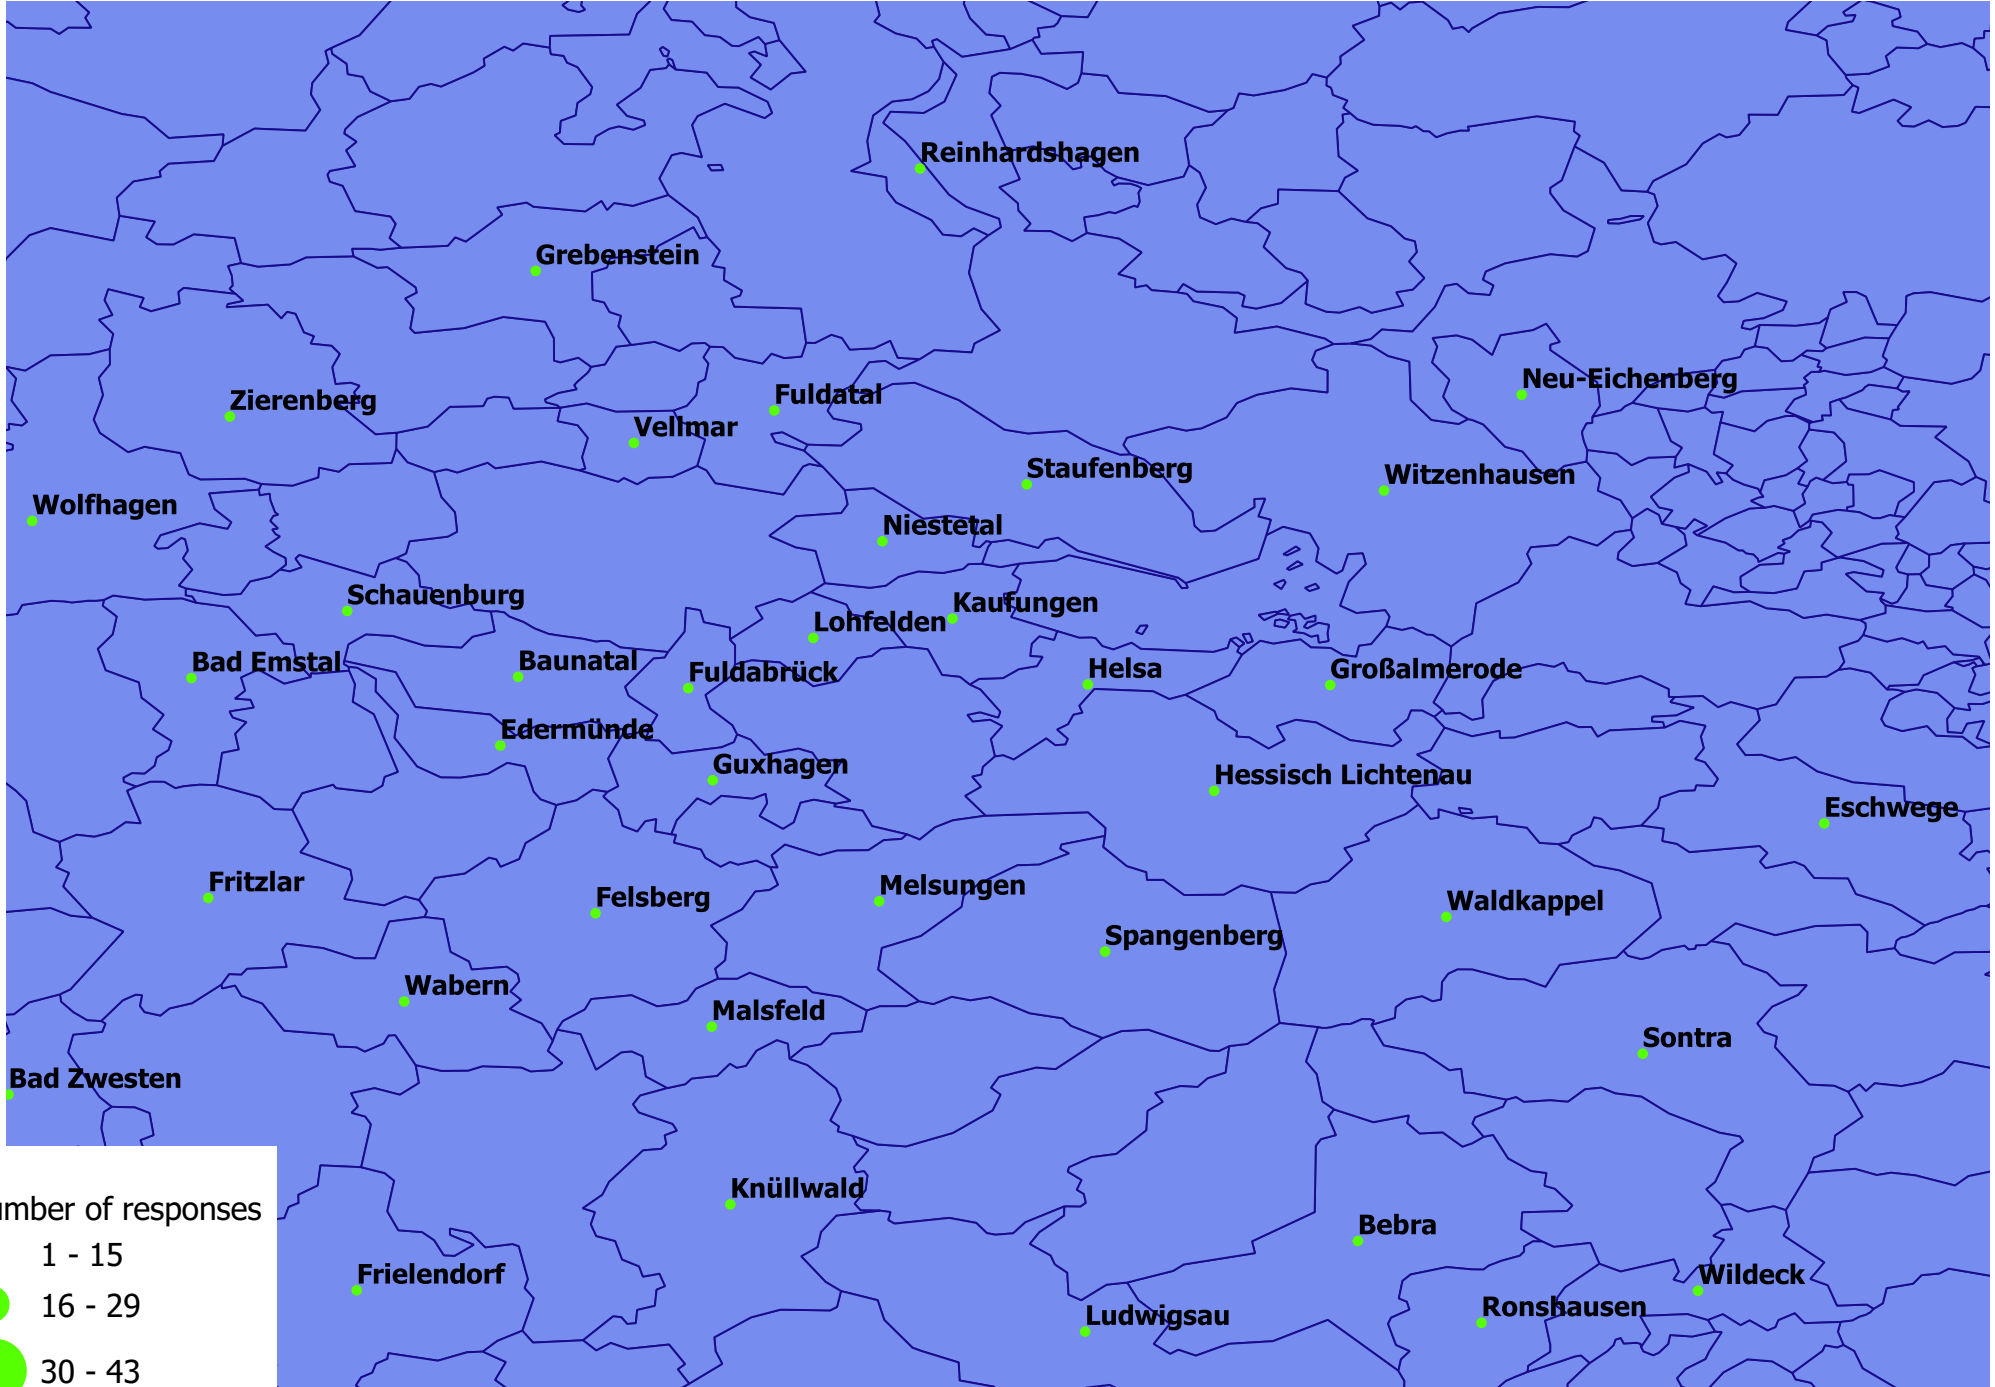 Reinhardshagen
Grebenstein
Neu-Eichenberg
Fuldatal
Zierenberg
Vellmar
Staufenberg
Witzenhausen
Wolfhagen
Niestetal
Schauenburg
Kaufungen
Lohfelden
Bad Emstal
Baunatal
Fuldabrück
Helsa
Großalmerode
Edermünde
Guxhagen
Hessisch Lichtenau
Eschwege
Fritzlar
Felsberg
Melsungen
Waldkappel
Spangenberg
Wabern
Malsfeld
Sontra
Bad Zwesten
Knüllwald
Bebra
Frielendorf
Wildeck
Ronshausen
Ludwigsau
umber of responses
1 - 15
16 - 29
30 - 43